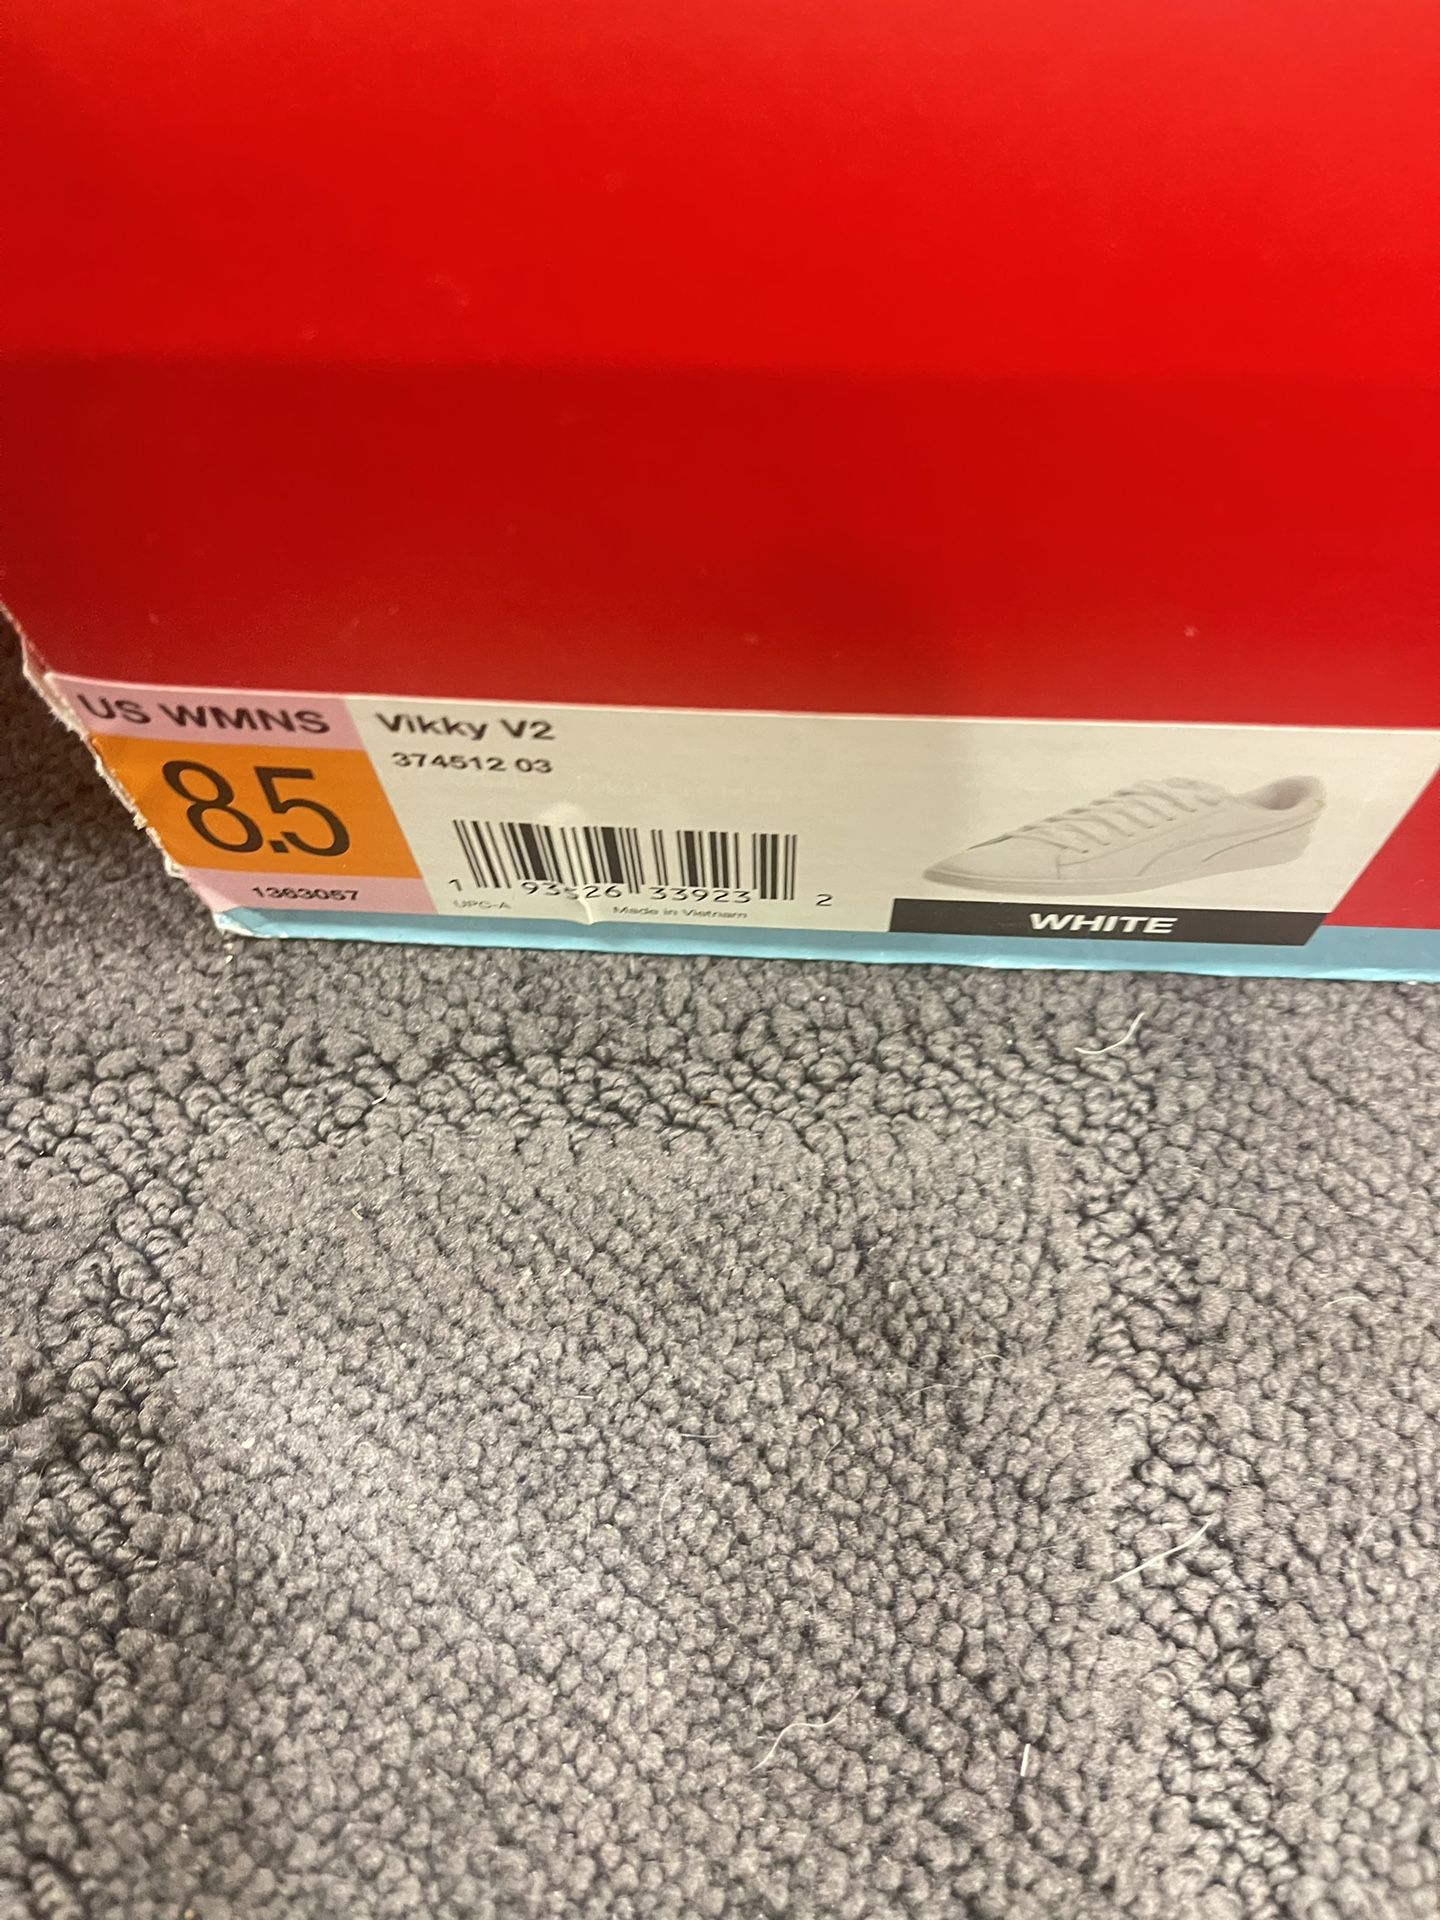 US WMNS
8.5
1363057
Vikky V2
374512 03
1 93526 33923 2
UPC-A
Made in Vietnam
WHITE